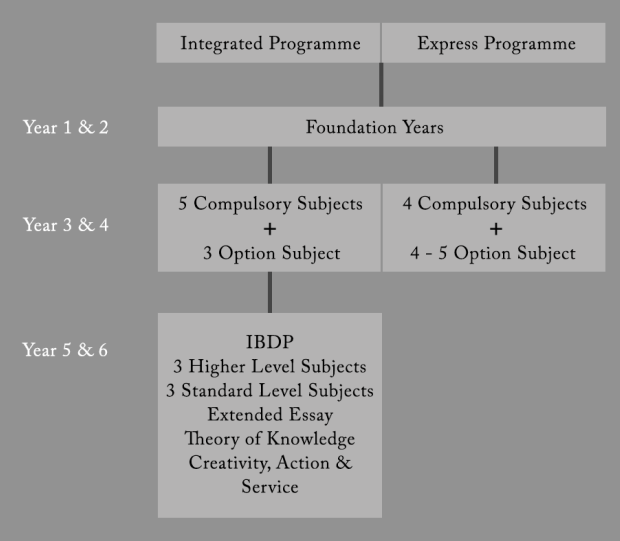 Integrated Programme
Express Programme
Year 1 & 2
Foundation Years
Year 3 & 4
5 Compulsory Subjects
+
3 Option Subject
4 Compulsory Subjects
+
4 - 5 Option Subject
Year 5 & 6
IBDP
3 Higher Level Subjects
3 Standard Level Subjects
Extended Essay
Theory of Knowledge
Creativity, Action &
Service